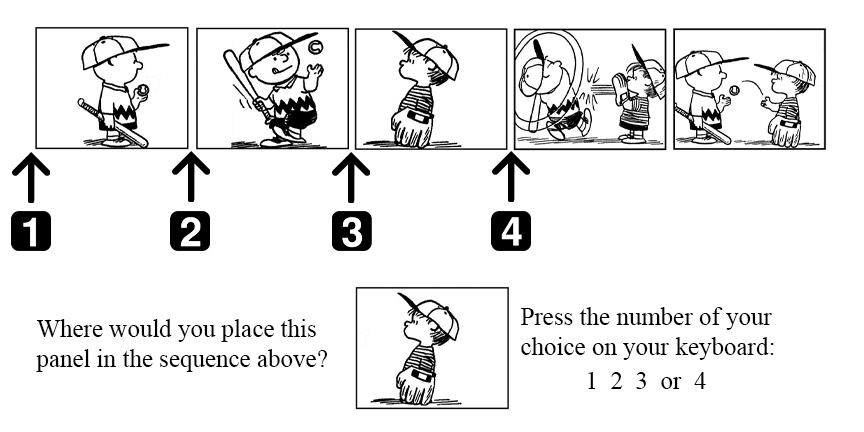 1 2 3 4
Where would you place this
panel in the sequence above?
Press the number of your
choice on your keyboard:
1 2 3 or 4